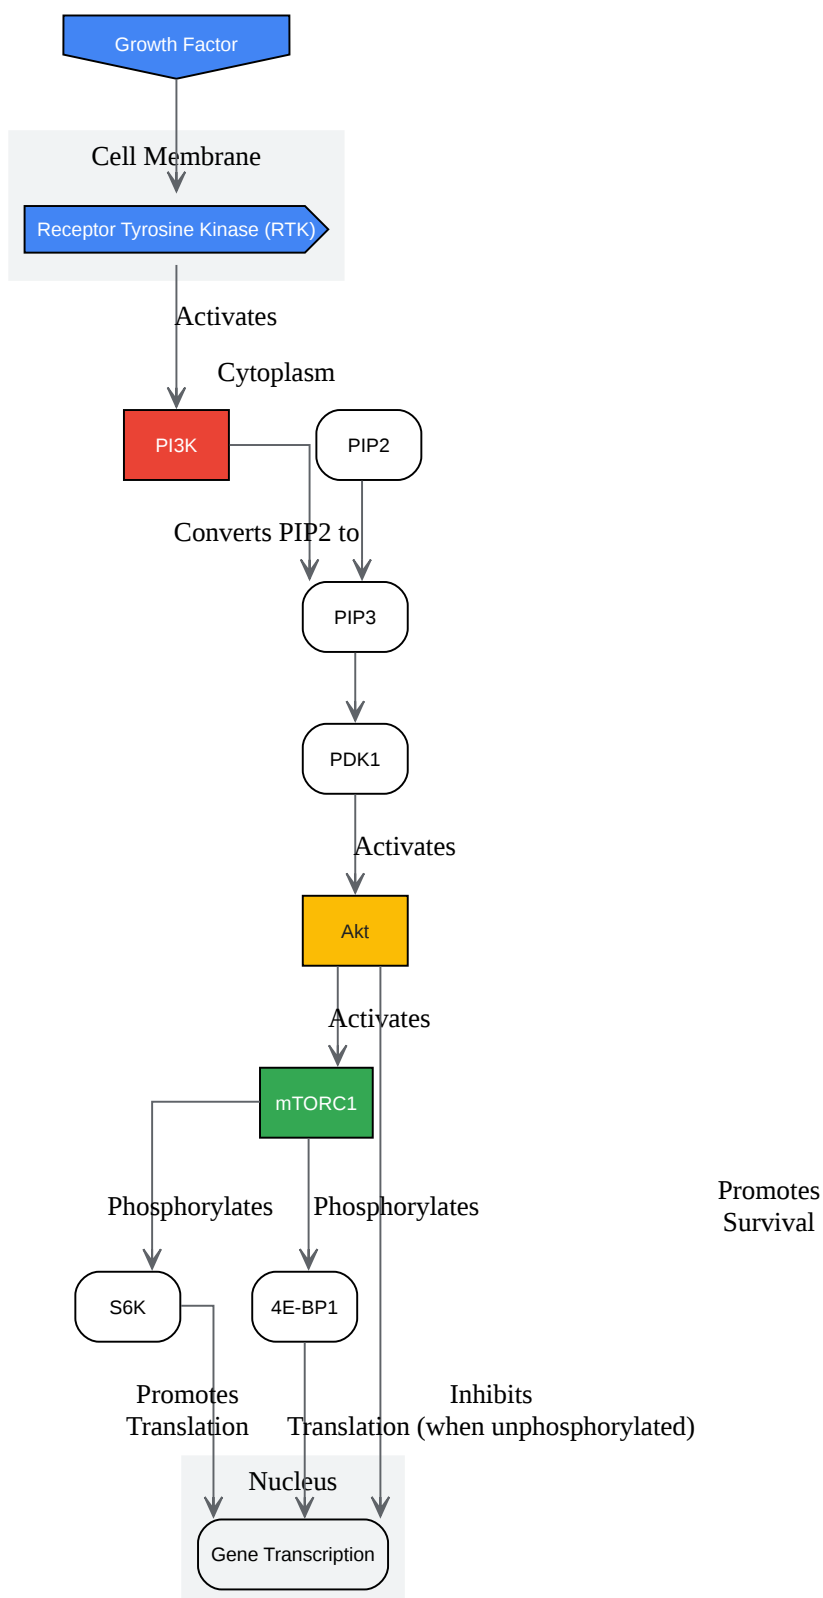 Growth Factor
Cell Membrane
Receptor Tyrosine Kinase (RTK)
Activates
Cytoplasm
PI3K
PIP2
Converts PIP2 to
PIP3
PDK1
Activates
Akt
Activates
mTORC1
Phosphorylates
Phosphorylates
Promotes
Survival
S6K
4E-BP1
Promotes
Translation
Inhibits
Translation (when unphosphorylated)
Nucleus
Gene Transcription